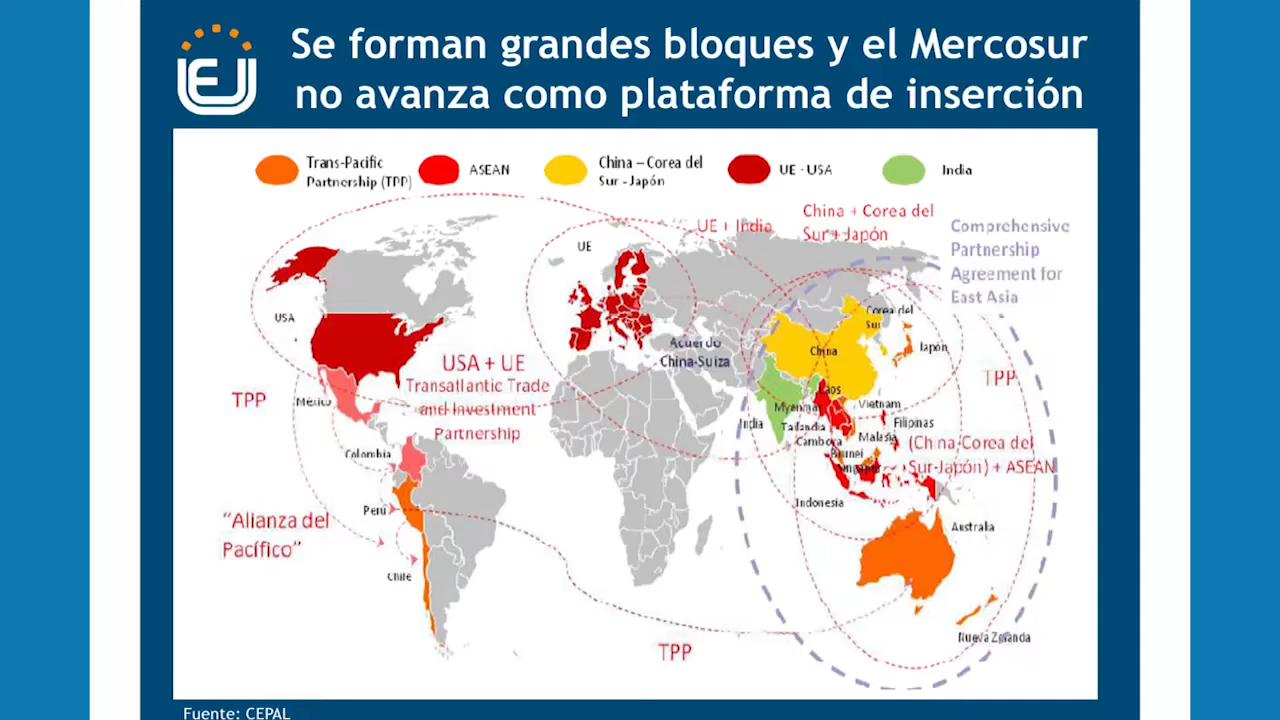 Se forman grandes bloques y el Mercosur
no avanza como plataforma de inserción
Trans-Pacific
Partnership (TPP)
ASEAN
China – Corea del
Sur - Japón
UE - USA
India
UE + India
China + Corea del
Sur + Japón
Comprehensive
Partnership
Agreement for
East Asia
UE
USA
Corea del
Sur
Japón
China
Acuerdo
China-Suiza
USA + UE
Transatlantic Trade
and Investment
Partnership
TPP
TPP
México
Laos
Myanmar
Vietnam
India
Tailandia
Filipinas
Camboya
Malasia
Brunei
(China-Corea del
Sur-Japón) + ASEAN
Colombia
Perú
Indonesia
"Alianza del
Pacífico"
Australia
Chile
Nueva Zelanda
TPP
Fuente: CEPAL